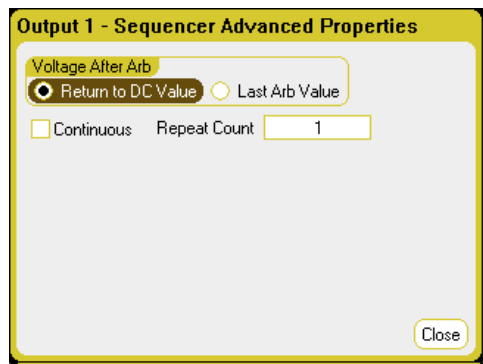 Output 1 - Sequencer Advanced Properties
Voltage After Arb
Return to DC Value Last Arb Value
Continuous Repeat Count 1
Close